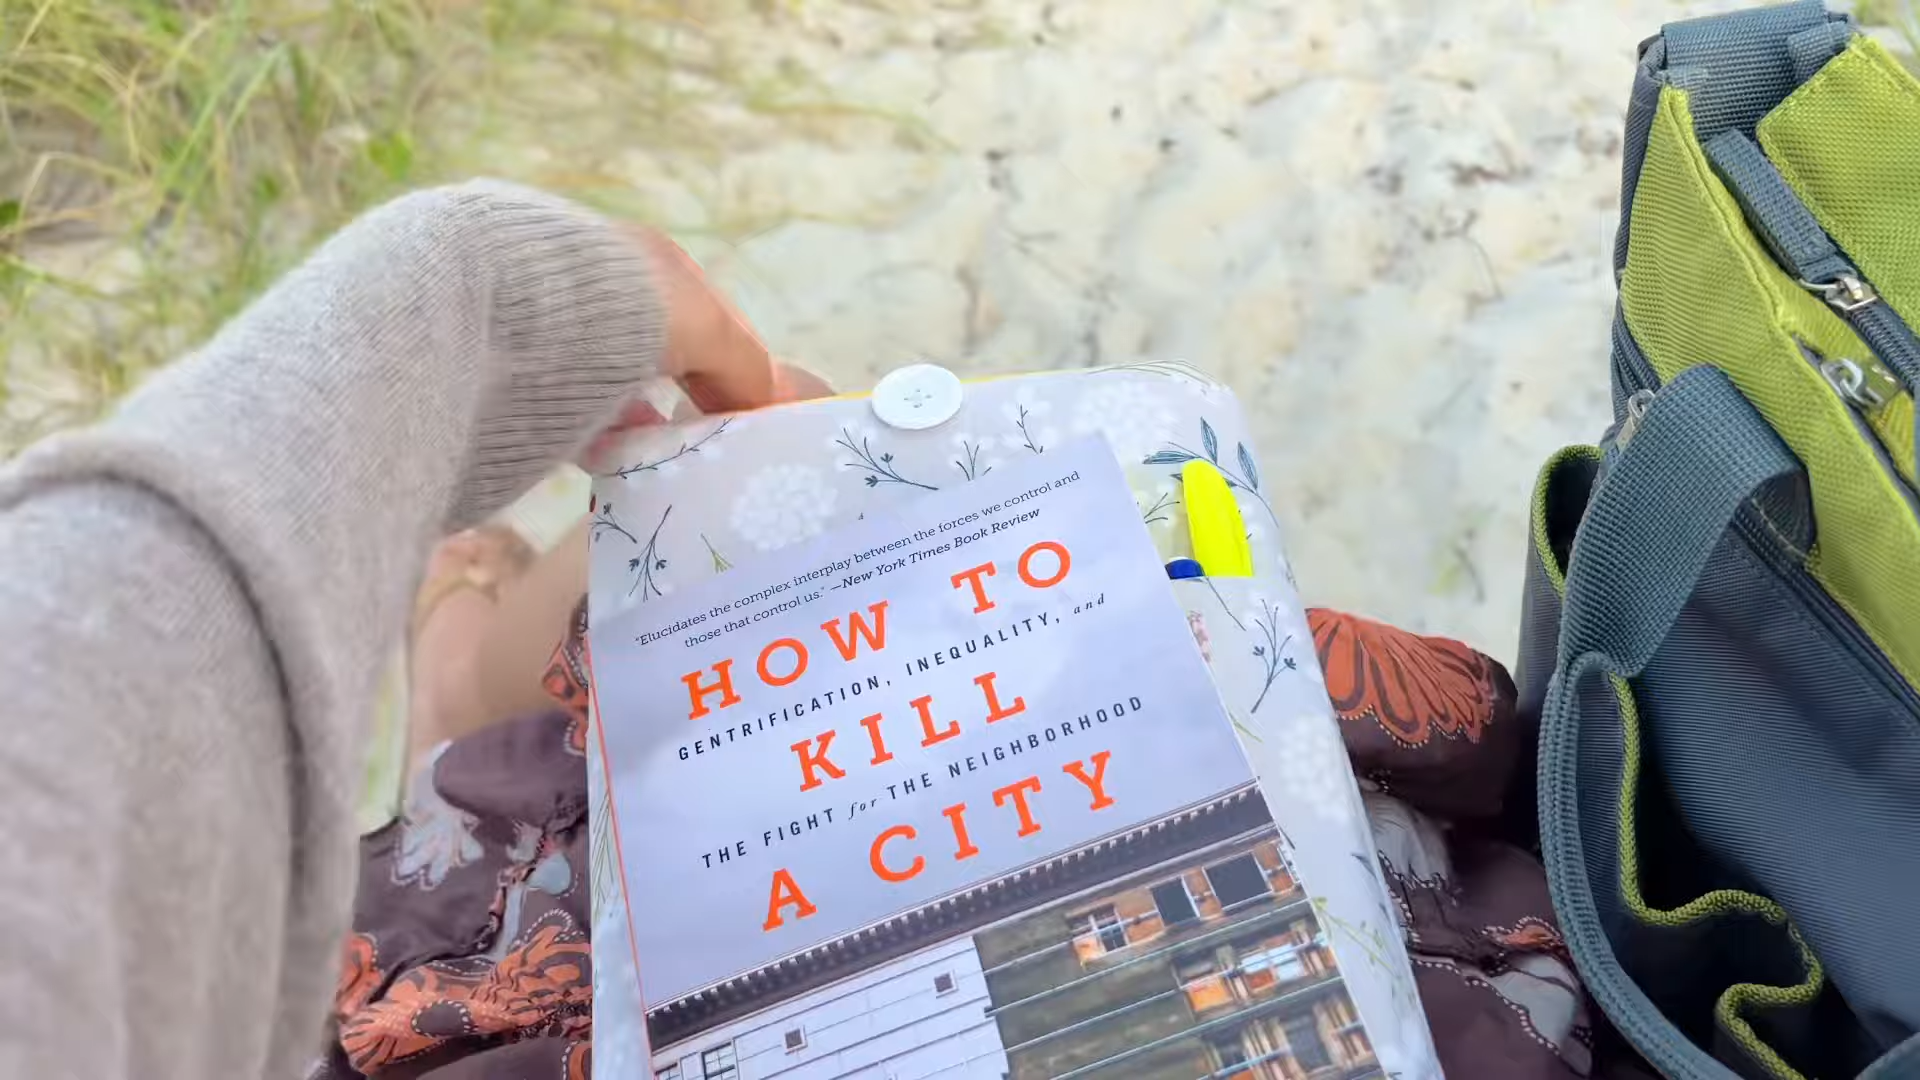 "Elucidates the complex interplay between the forces we control and
those that control us." —New York Times Book Review
HOW TO
GENTRIFICATION, INEQUALITY, and
KILL
THE FIGHT for THE NEIGHBORHOOD
A CITY